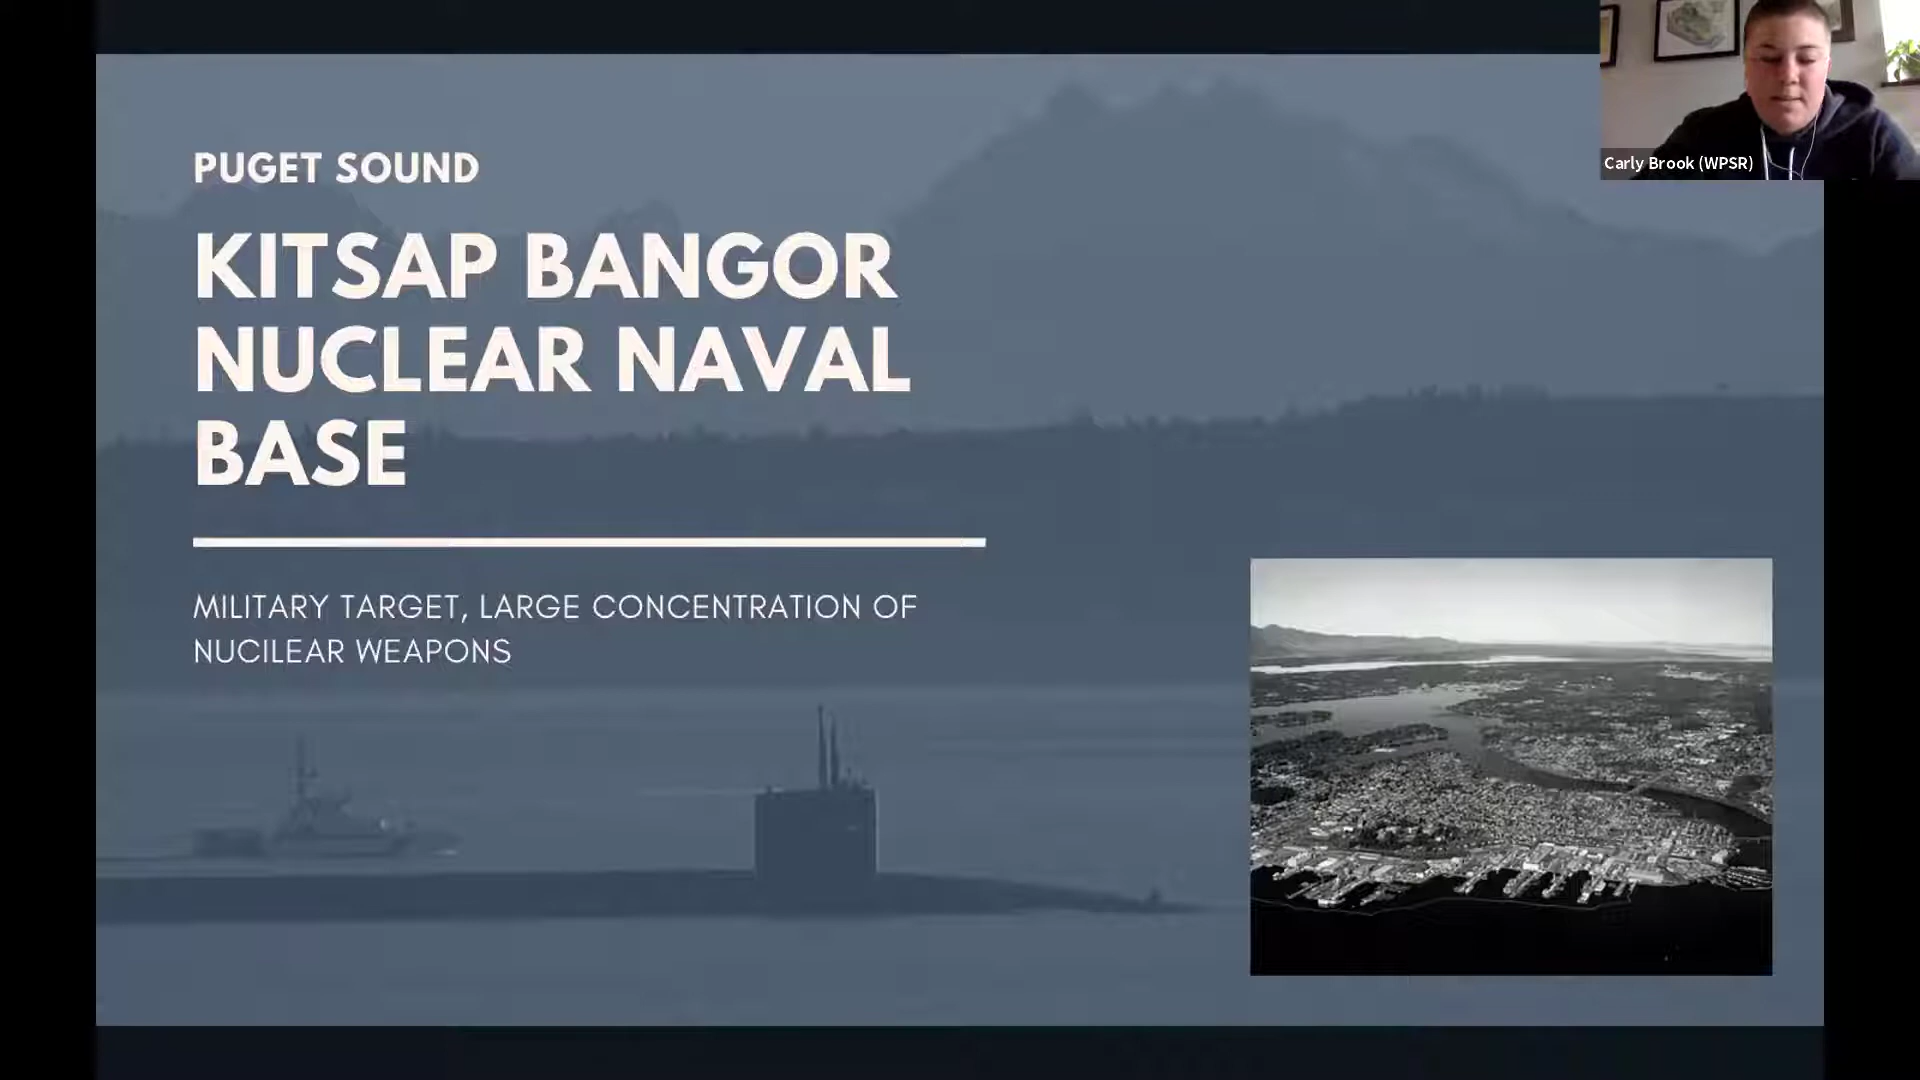 PUGET SOUND
KITSAP BANGOR
NUCLEAR NAVAL
BASE
MILITARY TARGET, LARGE CONCENTRATION OF
NUCILEAR WEAPONS
Carly Brook (WPSR)